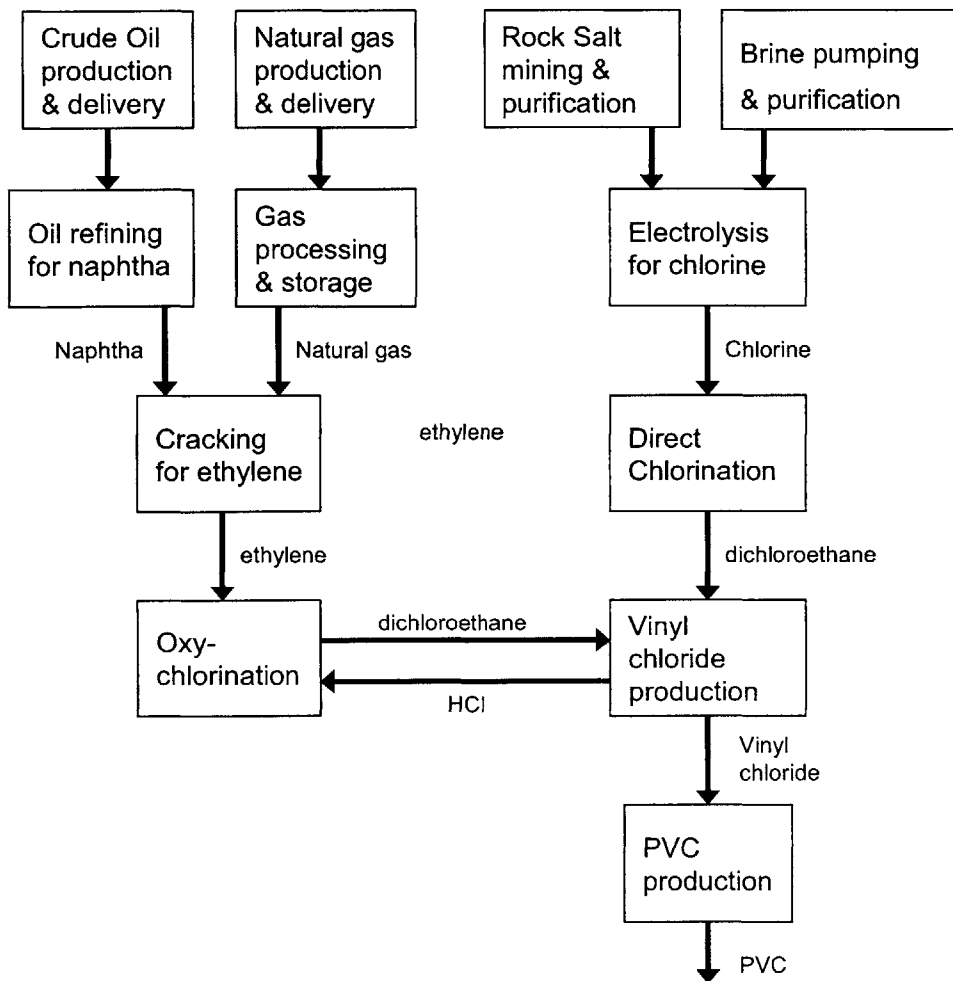 Crude Oil
production
& delivery
Natural gas
production
& delivery
Rock Salt
mining &
purification
Brine pumping
& purification
Oil refining
for naphtha
Gas
processing
& storage
Electrolysis
for chlorine
Naphtha
Natural gas
Chlorine
Cracking
for ethylene
ethylene
Direct
Chlorination
ethylene
dichloroethane
Oxy-
chlorination
dichloroethane
HCl
Vinyl
chloride
production
Vinyl
chloride
PVC
production
PVC